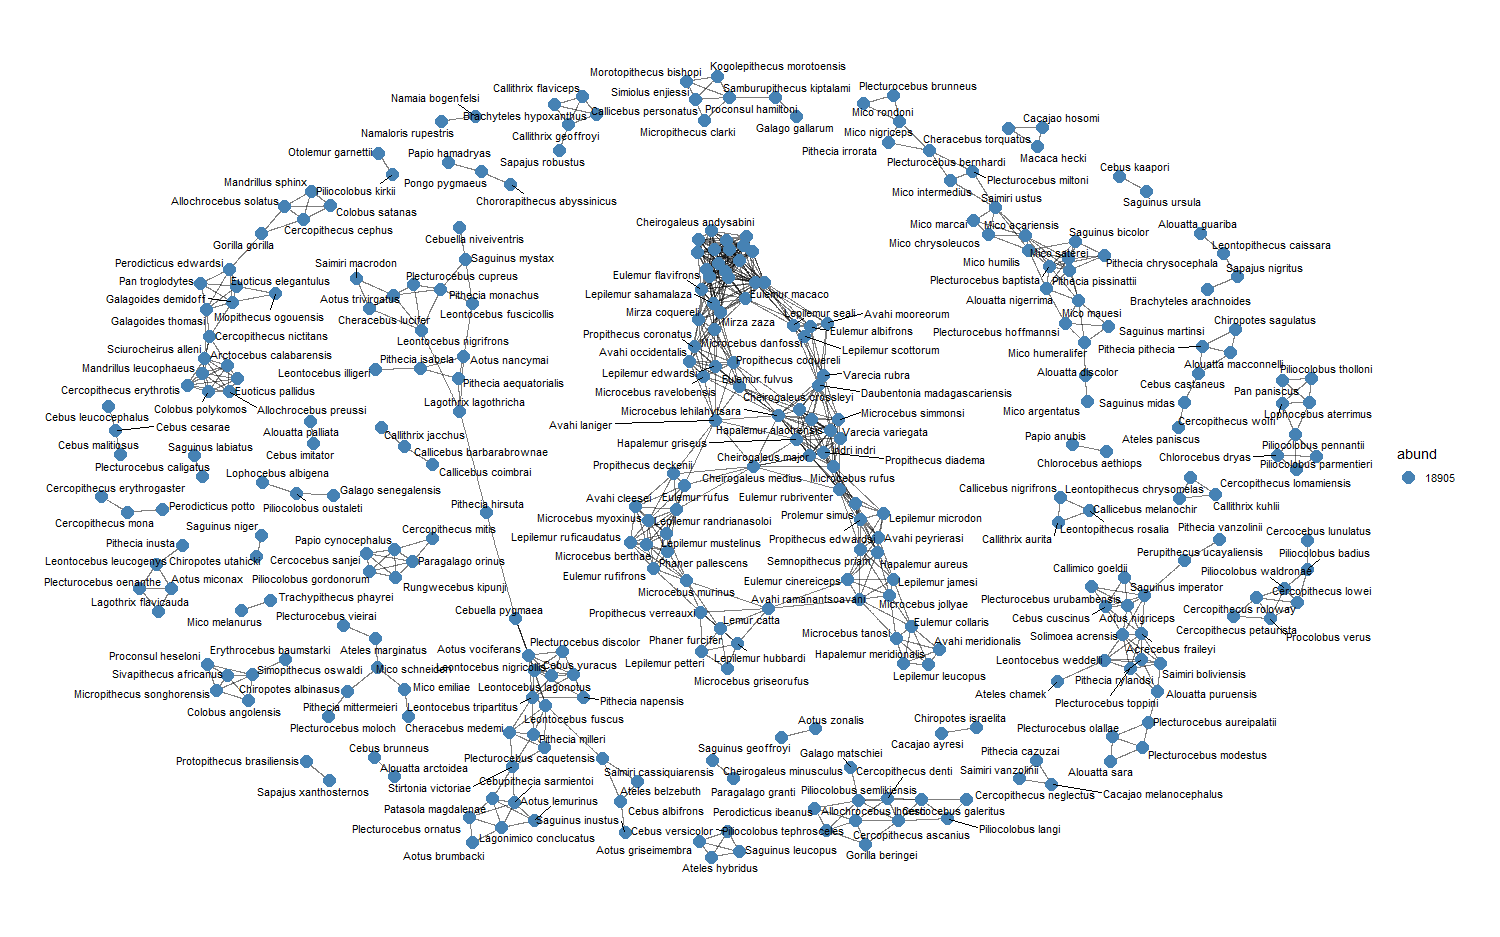 Kogolepithecus morotoensis
Morotopithecus bishopi
Callithrix flaviceps
Simiolus enjiessi
Samburupithecus kiptalami
Plecturocebus brunneus
Namaia bogenfelsi
Brachyteles hypoxanthus
Callicebus personatus
Proconsul hamiltoni
Mico rondoni
Cacajao hosomi
Namaloris rupestris
Callithrix geoffroyi
Micropithecus clarki
Galago gallarum
Mico nigriceps
Cheracebus torquatus
Otolemur garnettii
Papio hamadryas
Sapajus robustus
Pithecia irrorata
Plecturocebus bernhardi
Macaca hecki
Cebus kaapori
Mandrillus sphinx
Piliocolobus kirkii
Pongo pygmaeus
Plecturocebus miltoni
Allochrocebus solatus
Chororapithecus abyssinicus
Mico intermedius
Saimiri ustus
Saguinus ursula
Colobus satanas
Cercopithecus cephus
Cheirogaleus andysabini
Mico marcai
Mico acariensis
Saguinus bicolor
Alouatta guariba
Gorilla gorilla
Cebuella niveiventris
Mico chrysoleucos
Mico saterei
Leontopithecus caissara
Perodicticus edwardsi
Saimiri macrodon
Saguinus mystax
Mico humilis
Pithecia chrysocephala
Sapajus nigritus
Pan troglodytes
Euoticus elegantulus
Plecturocebus cupreus
Eulemur flavifrons
Plecturocebus baptista
Pithecia pissinattii
Galagoides demidoff
Aotus trivirgatus
Pithecia monachus
Lepilemur sahamalaza
Eulemur macaco
Alouatta nigerrima
Brachyteles arachnoides
Galagoides thomasi
Miopithecus ogouensis
Cheracebus lucifer
Leontocebus fuscicollis
Mirza coquereli
Mirza zaza
Lepilemur seali
Avahi mooreorum
Mico mauesi
Chiropotes sagulatus
Cercopithecus nictitans
Leontocebus nigrifrons
Propithecus coronatus
Microcebus danfossi
Eulemur albifrons
Plecturocebus hoffmannsi
Saguinus martinsi
Sciurocheirus alleni
Arctocebus calabarensis
Pithecia isabela
Aotus nancymai
Avahi occidentalis
Propithecus coquereli
Lepilemur scottorum
Mico humeralifer
Pithecia pithecia
Alouatta macconnelli
Mandrillus leucophaeus
Leontocebus illigeri
Lepilemur edwardsi
Eulemur fulvus
Varecia rubra
Alouatta discolor
Cebus castaneus
Pan paniscus
Piliocolobus tholloni
Cercopithecus erythrotis
Euoticus pallidus
Pithecia aequatorialis
Microcebus ravelobensis
Daubentonia madagascariensis
Colobus polykomos
Allochrocebus preussi
Lagothrix lagothricha
Microcebus lehilahytsara
Cheirogaleus crossleyi
Microcebus simmonsi
Mico argentatus
Saguinus midas
Lophocebus aterrimus
Cebus leucocephalus
Cebus cesarae
Alouatta palliata
Callithrix jacchus
Avahi laniger
Hapalemur alaotrensis
Varecia variegata
Papio anubis
Ateles paniscus
Cercopithecus wolfi
Cebus malitiosus
Saguinus labiatus
Cebus imitator
Callicebus barbarabrownae
Hapalemur griseus
Indri indri
Propithecus diadema
Chlorocebus aethiops
Chlorocebus dryas
Piliocolobus pennantii
Plecturocebus caligatus
Lophocebus albigena
Callicebus coimbrai
Propithecus deckenii
Cheirogaleus major
Cheirogaleus medius
Microcebus rufus
Piliocolobus parmentieri
Cercopithecus lomamiensis
Cercopithecus erythrogaster
Galago senegalensis
Piliocolobus oustaleti
Pithecia hirsuta
Avahi cleesei
Eulemur rufus
Eulemur rubriventer
Callicebus nigrifrons
Leontopithecus chrysomelas
Callithrix kuhlii
Perodicticus potto
Cercopithecus mona
Saguinus niger
Cercopithecus mitis
Microcebus myoxinus
Lepilemur randrianasoloi
Prolemur simus
Lepilemur microdon
Callicebus melanochir
Leontopithecus rosalia
Pithecia vanzolinii
Cercocebus lunulatus
Pithecia inusta
Papio cynocephalus
Lepilemur ruficaudatus
Lepilemur mustelinus
Propithecus edwardsi
Avahi peyrierasi
Callithrix aurita
Perupithecus ucayaliensis
Piliocolobus badius
Leontocebus leucogenys
Chiropotes utahicki
Cercocebus sanjei
Paragalago orinus
Microcebus berthae
Phaner pallescens
Semnopithecus priam
Hapalemur aureus
Callimico goeldii
Piliocolobus waldronae
Plecturocebus oenanthe
Aotus miconax
Piliocolobus gordonorum
Rungwecebus kipunji
Eulemur rufifrons
Microcebus murinus
Eulemur cinereiceps
Lepilemur jamesi
Saguinus imperator
Cercopithecus lowei
Lagothrix flavicauda
Trachypithecus phayrei
Cebuella pygmaea
Propithecus verreauxi
Avahi ramanantsoavani
Microcebus jollyae
Plecturocebus urubambensis
Cercopithecus roloway
Mico melanurus
Plecturocebus vieirai
Lemur catta
Eulemur collaris
Cebus cuscinus
Aotus nigriceps
Cercopithecus petaurista
Procolobus verus
Erythrocebus baumstarki
Ateles marginatus
Aotus vociferans
Plecturocebus discolor
Phaner furcifer
Microcebus tanosi
Avahi meridionalis
Solimoea acrensis
Acrecebus fraileyi
Proconsul heseloni
Simopithecus oswaldi
Mico schneideri
Leontocebus nigricollis
Cebus yuracus
Lepilemur petteri
Lepilemur hubbardi
Hapalemur meridionalis
Leontocebus weddelli
Sivapithecus africanus
Chiropotes albinasus
Mico emiliae
Leontocebus lagonotus
Microcebus griseorufus
Lepilemur leucopus
Pithecia rylandsi
Saimiri boliviensis
Micropithecus songhorensis
Pithecia mittermeieri
Leontocebus tripartitus
Pithecia napensis
Ateles chamek
Plecturocebus toppini
Alouatta puruensis
Colobus angolensis
Plecturocebus moloch
Cheracebus medemi
Leontocebus fuscus
Aotus zonalis
Chiropotes israelita
Plecturocebus olallae
Plecturocebus aureipalatii
Protopithecus brasiliensis
Cebus brunneus
Pithecia milleri
Saguinus geoffroyi
Galago matschiei
Cacajao ayresi
Pithecia cazuzai
Plecturocebus modestus
Alouatta arctoidea
Plecturocebus caquetensis
Saimiri cassiquiarensis
Cheirogaleus minusculus
Cercopithecus denti
Saimiri vanzolinii
Alouatta sara
Sapajus xanthosternos
Stirtonia victoriae
Cebupithecia sarmientoi
Ateles belzebuth
Paragalago granti
Piliocolobus semlikiensis
Cercopithecus neglectus
Cacajao melanocephalus
Patasola magdalenae
Aotus lemurinus
Cebus albifrons
Perodicticus ibeanus
Allochrocebus lhoesti
Cercocebus galeritus
Plecturocebus ornatus
Saguinus inustus
Cebus versicolor
Piliocolobus tephrosceles
Cercopithecus ascanius
Piliocolobus langi
Aotus brumbacki
Lagonimico conclucatus
Aotus griseimembra
Saguinus leucopus
Gorilla beringei
Ateles hybridus
abund
18905